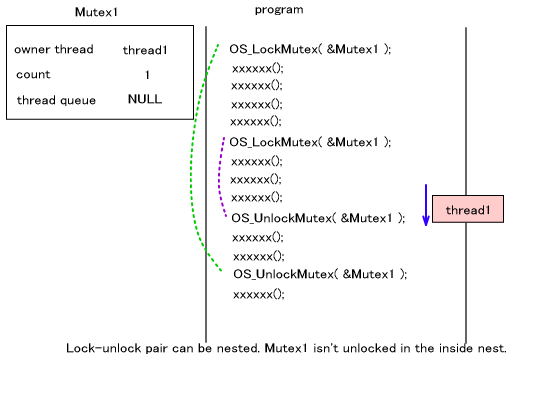 Mutex1
program
owner thread thread1
count 1
thread queue NULL
OS_LockMutex( &Mutex1 );
xxxxxx();
xxxxxx();
xxxxxx();
xxxxxx();
OS_LockMutex( &Mutex1 );
xxxxxx();
xxxxxx();
xxxxxx();
OS_UnlockMutex( &Mutex1 );
xxxxxx();
xxxxxx();
OS_UnlockMutex( &Mutex1 );
xxxxxx();
thread1
Lock-unlock pair can be nested. Mutex1 isn't unlocked in the inside nest.